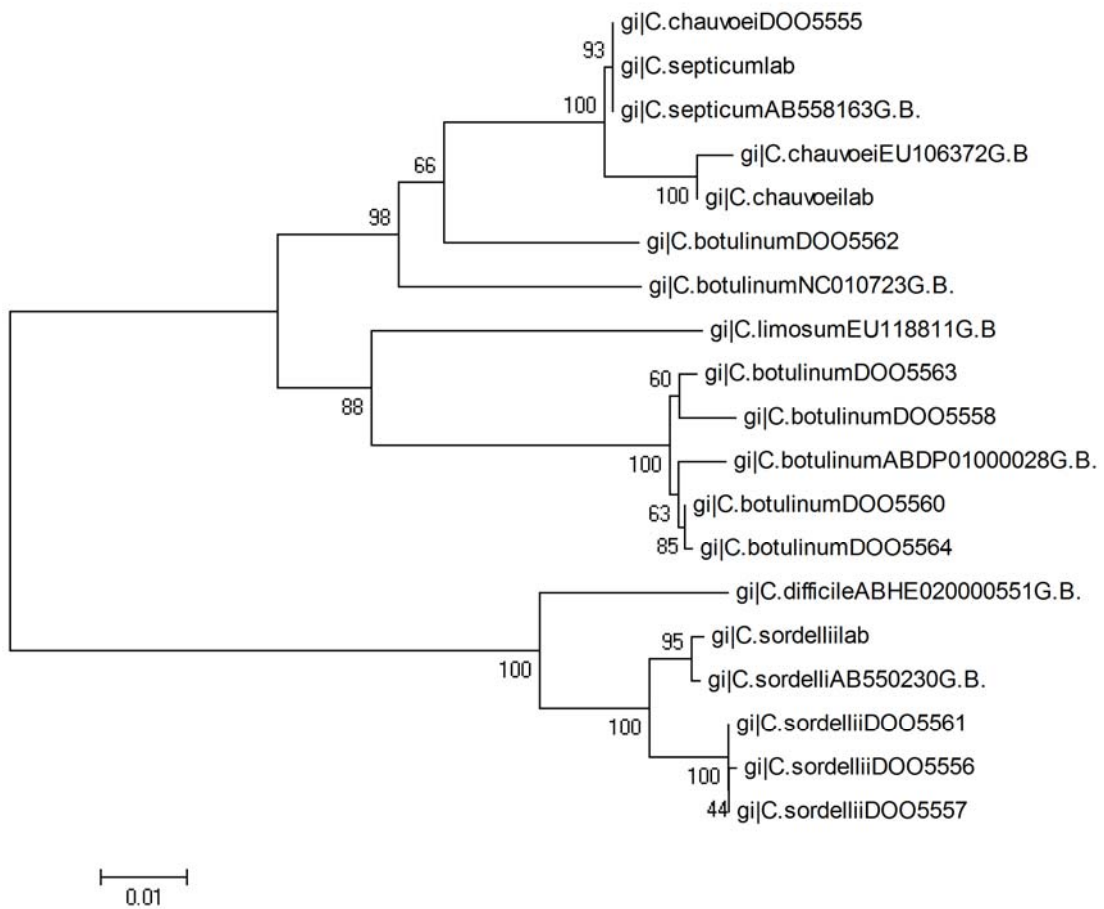 gi|C.chauvoeiDOO5555
93
gi|C.septicumlab
100
gi|C.septicumAB558163G.B.
gi|C.chauvoeiEU106372G.B
66
100
gi|C.chauvoeilab
98
gi|C.botulinumDOO5562
gi|C.botulinumNC010723G.B.
gi|C.limosumEU118811G.B
60
gi|C.botulinumDOO5563
88
gi|C.botulinumDOO5558
100
gi|C.botulinumABDP01000028G.B.
63
gi|C.botulinumDOO5560
85
gi|C.botulinumDOO5564
gi|C.difficileABHE020000551G.B.
95
gi|C.sordelliilab
100
gi|C.sordelliAB550230G.B.
100
gi|C.sordelliiDOO5561
100
gi|C.sordelliiDOO5556
44
gi|C.sordelliiDOO5557
0.01